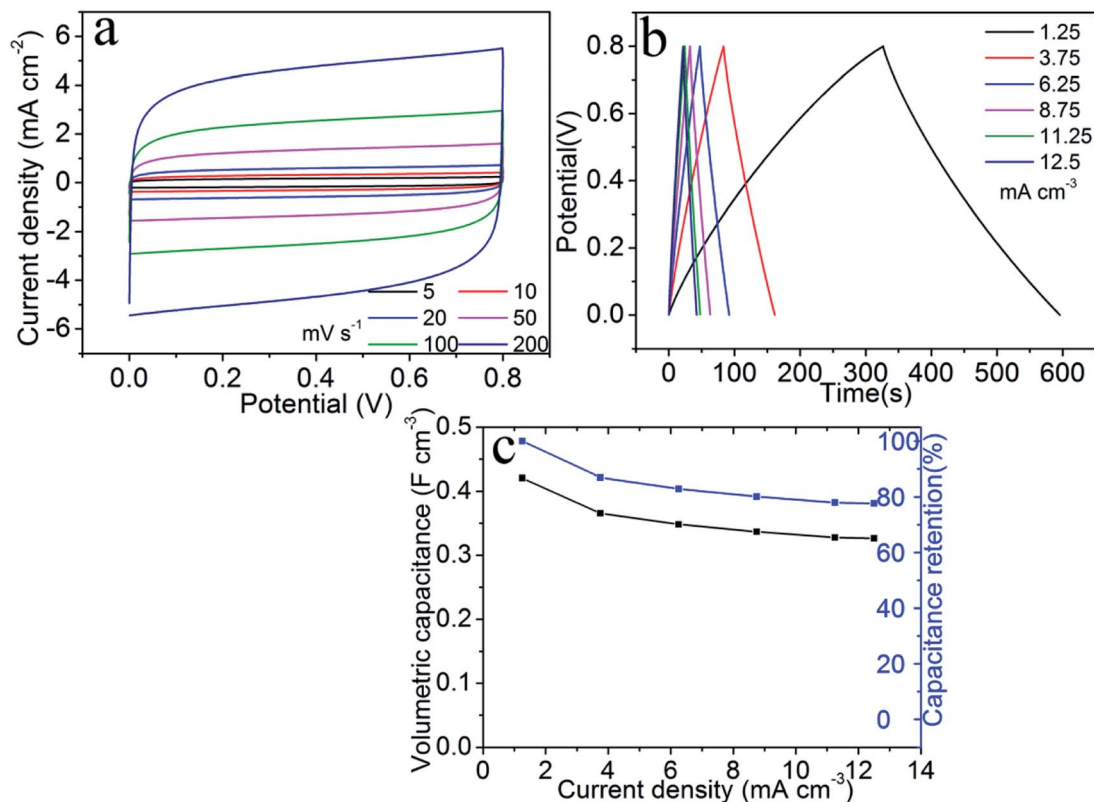 a
Current density (mA cm⁻²)
6
4
2
0
-2
-4
-6
0.0 0.2 0.4 0.6 0.8
Potential (V)
mV s⁻¹
5 10
20 50
100 200
b
Potential(V)
0.8
0.4
0.2
0.0
0 100 200 300 400 500 600
Time(s)
1.25
3.75
6.25
8.75
11.25
12.5
mA cm⁻³
c
Volumetric capacitance (F cm⁻³)
0.5
0.4
0.3
0.2
0.1
0.0
0 2 4 6 8 10 12 14
Current density (mA cm⁻³)
100
80
60
40
20
0
Capacitance retention(%)